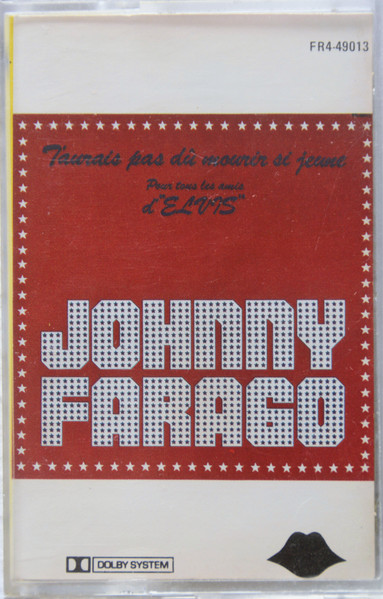 FR4-49013
T'aurais pas dû mourir si jeune
Pour tous les amis
d'"ELVIS"
JOHNNY
FARAGO
DOLBY SYSTEM